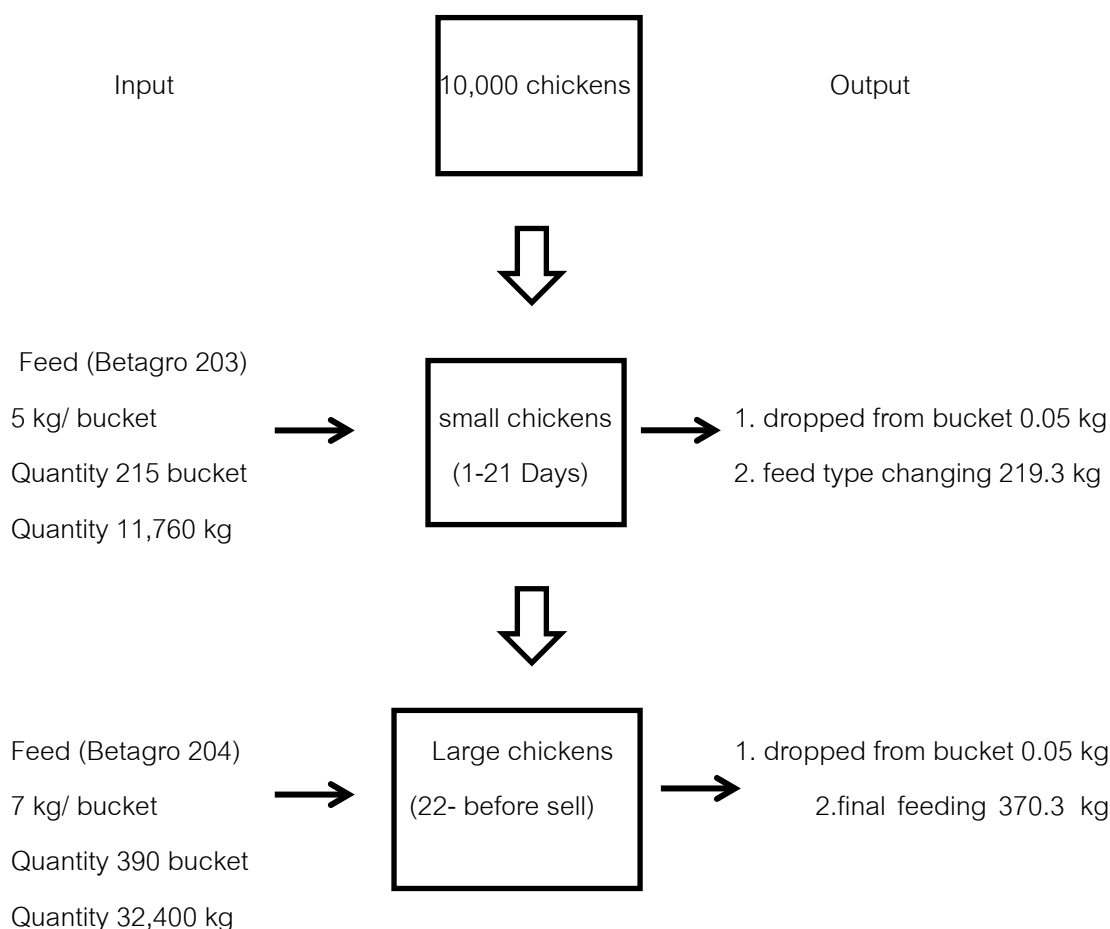 Input
10,000 chickens
Output
Feed (Betagro 203)
5 kg/ bucket
Quantity 215 bucket
Quantity 11,760 kg
small chickens
(1-21 Days)
1. dropped from bucket 0.05 kg
2. feed type changing 219.3 kg
Feed (Betagro 204)
7 kg/ bucket
Quantity 390 bucket
Quantity 32,400 kg
Large chickens
(22- before sell)
1. dropped from bucket 0.05 kg
2.final feeding 370.3 kg